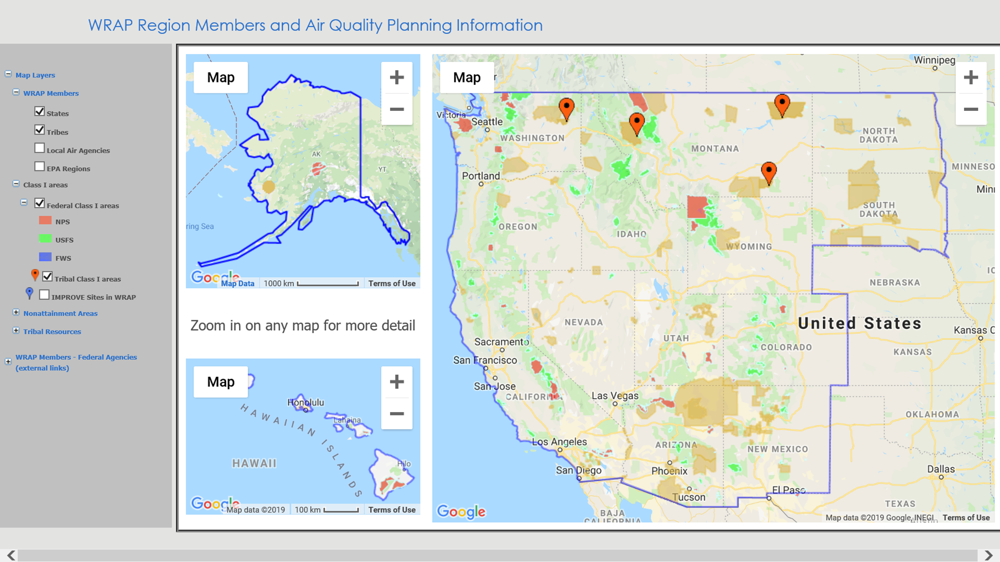 WRAP Region Members and Air Quality Planning Information
Map Layers
WRAP Members
States
Tribes
Local Air Agencies
EPA Regions
Class I areas
Federal Class I areas
NPS
USFS
FWS
Tribal Class I areas
IMPROVE Sites in WRAP
Nonattainment Areas
Tribal Resources
WRAP Members - Federal Agencies
(external links)
Map
AK
YT
ring Sea
Google
Map Data
1000 km
Terms of Use
Zoom in on any map for more detail
Map
Honolulu
Lahaina
HAWAIIAN ISLANDS
HAWAII
Hilo
Google
Map data ©2019
100 km
Terms of Use
Map
r
Winnipeg
Victoria
Seattle
WASHINGTON
MONTANA
NORTH
DAKOTA
MINNESO
Portland
Minn
SOUTH
DAKOTA
OREGON
IDAHO
WYOMING
IC
NEBRASKA
NEVADA
United States
Kansas C
UTAH
COLORADO
Sacramento
KANSAS
San Francisco
San Jose
CALIFORNIA
Las Vegas
OKLAHOMA
Los Angeles
ARIZONA
NEW MEXICO
San Diego
Phoenix
Dallas
El Paso
Tucson
TEXAS
BAJA
CALIFORNIA
Google
Map data ©2019 Google, INEGI
Terms of Use